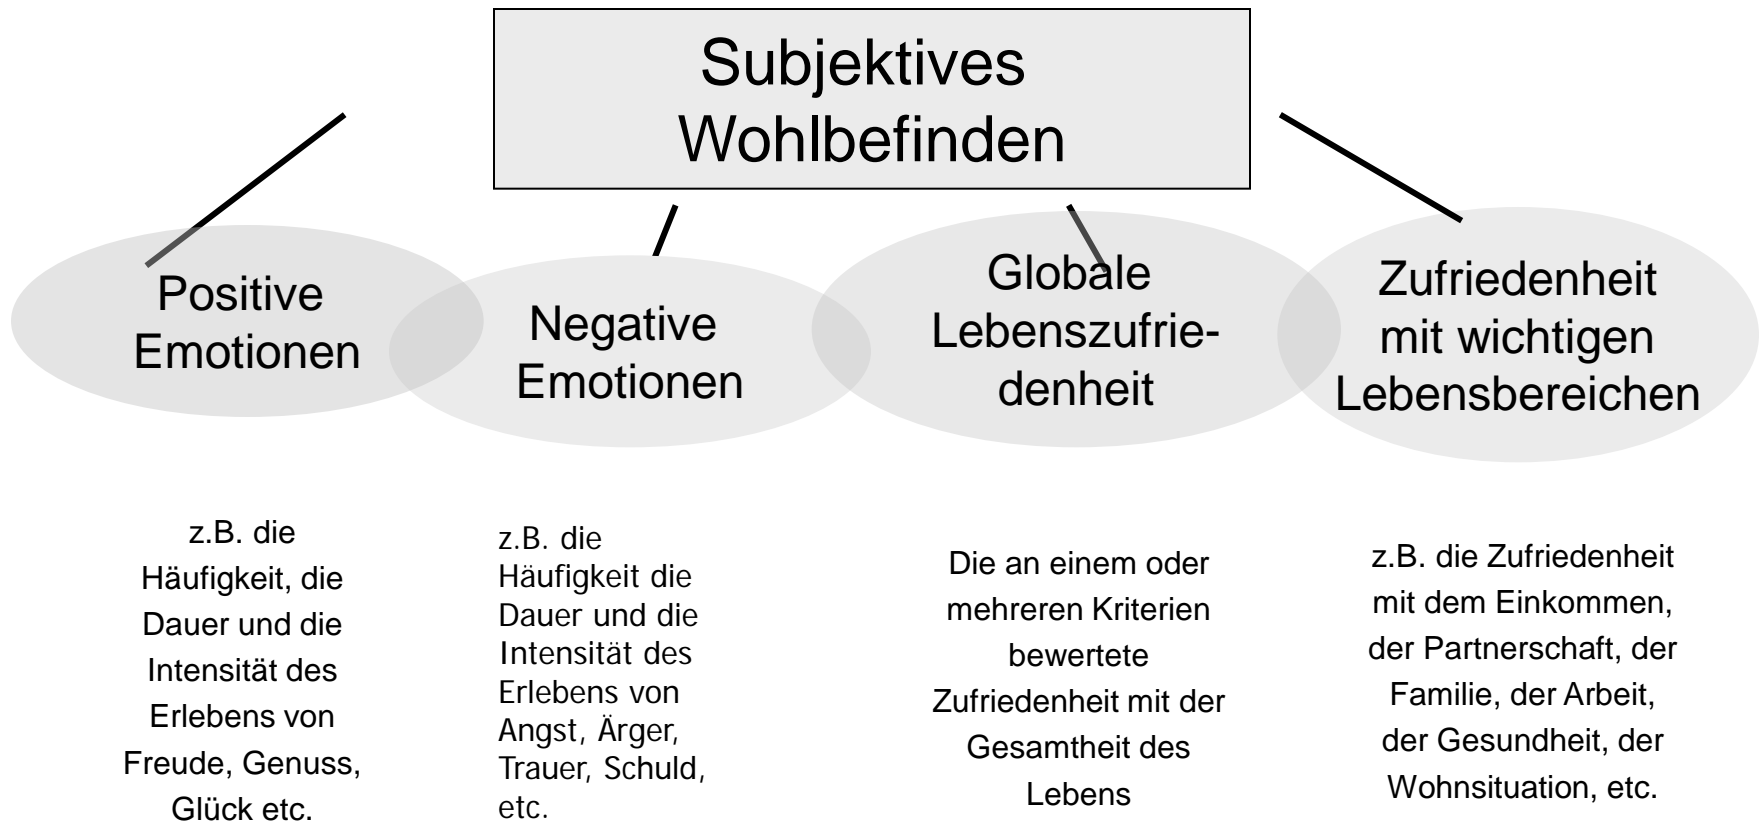 Subjektives
Wohlbefinden
Positive
Emotionen
Negative
Emotionen
Globale
Lebenszufrie-
denheit
Zufriedenheit
mit wichtigen
Lebensbereichen
z.B. die
Häufigkeit, die
Dauer und die
Intensität des
Erlebens von
Freude, Genuss,
Glück etc.
z.B. die
Häufigkeit die
Dauer und die
Intensität des
Erlebens von
Angst, Ärger,
Trauer, Schuld,
etc.
Die an einem oder
mehreren Kriterien
bewertete
Zufriedenheit mit der
Gesamtheit des
Lebens
z.B. die Zufriedenheit
mit dem Einkommen,
der Partnerschaft, der
Familie, der Arbeit,
der Gesundheit, der
Wohnsituation, etc.